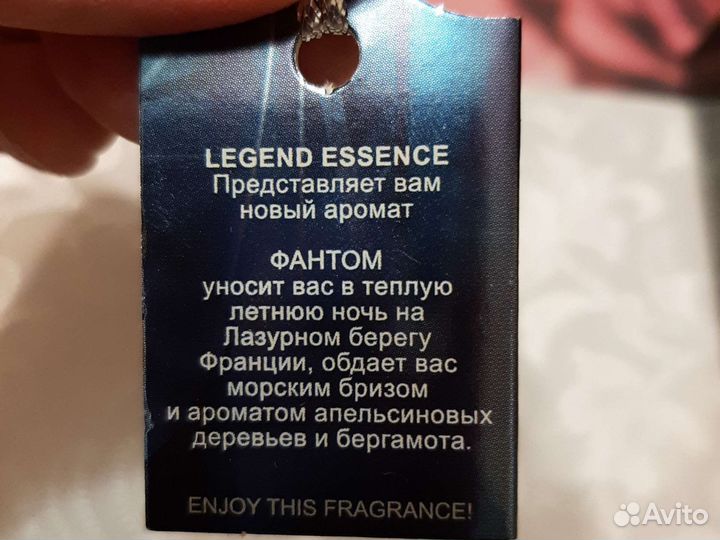 LEGEND ESSENCE
Представляет вам
новый аромат
ФАНТОМ
уносит вас в теплую
летнюю ночь на
Лазурном берегу
Франции, обдает вас
морским бризом
и ароматом апельсиновых
деревьев и бергамота.
ENJOY THIS FRAGRANCE!
Avito